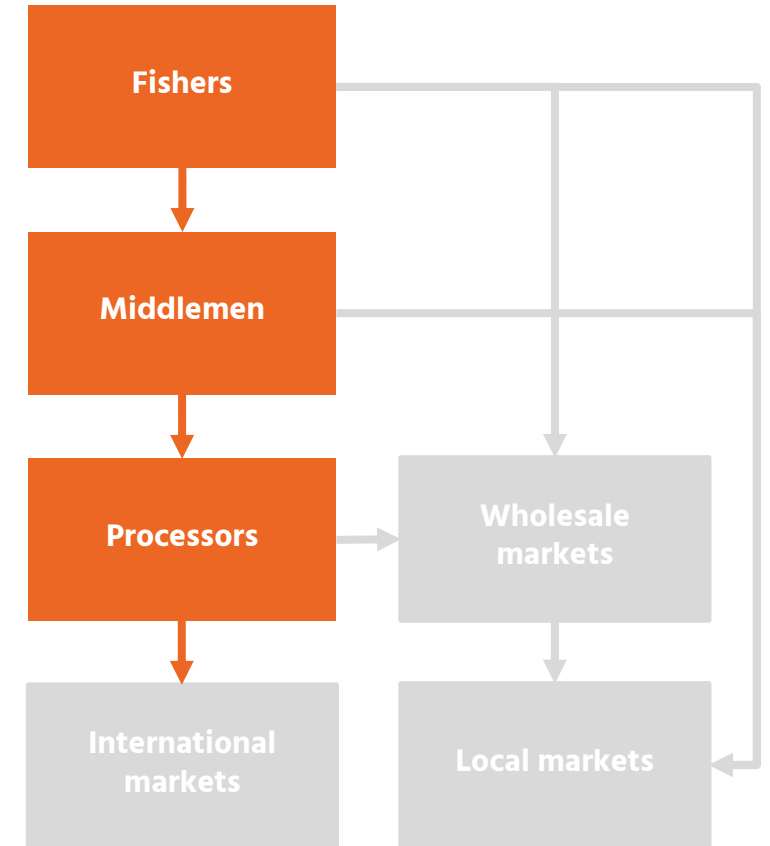 Fishers
Middlemen
Processors
Wholesale
markets
International
markets
Local markets